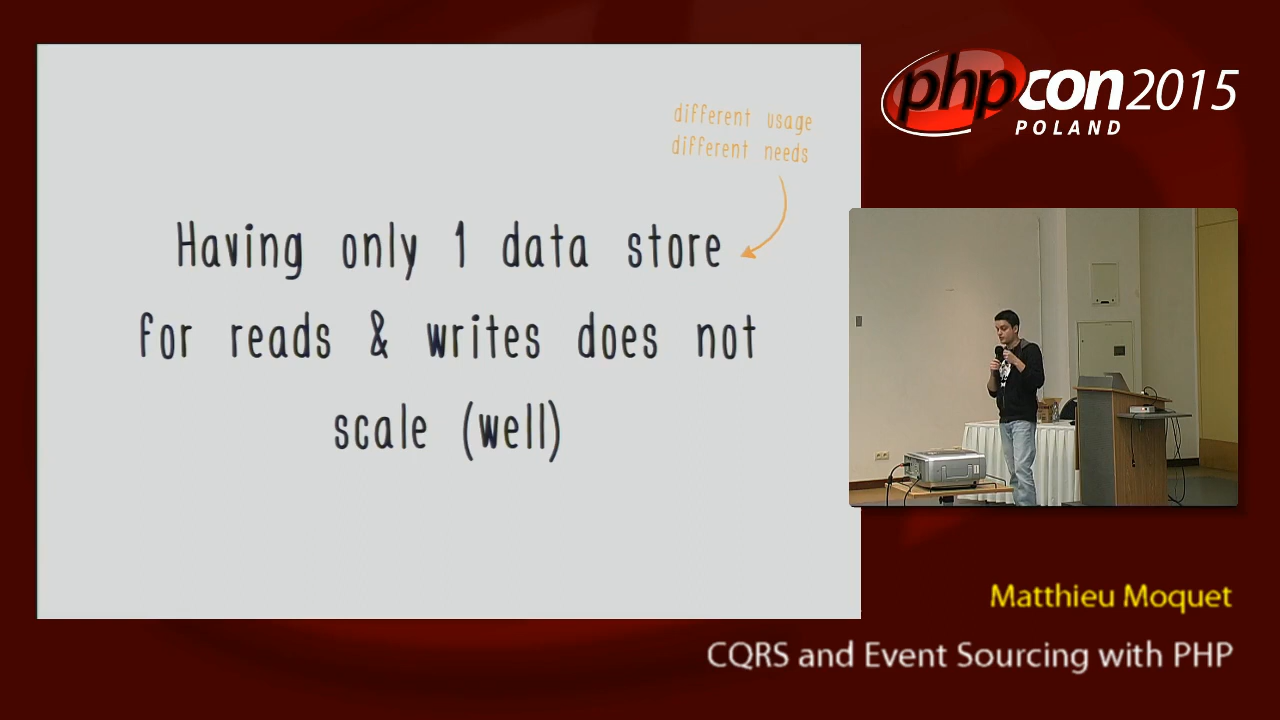 different usage
different needs
Having only 1 data store
for reads & writes does not
scale (well)
phpcon2015
POLAND
Matthieu Moquet
CQRS and Event Sourcing with PHP